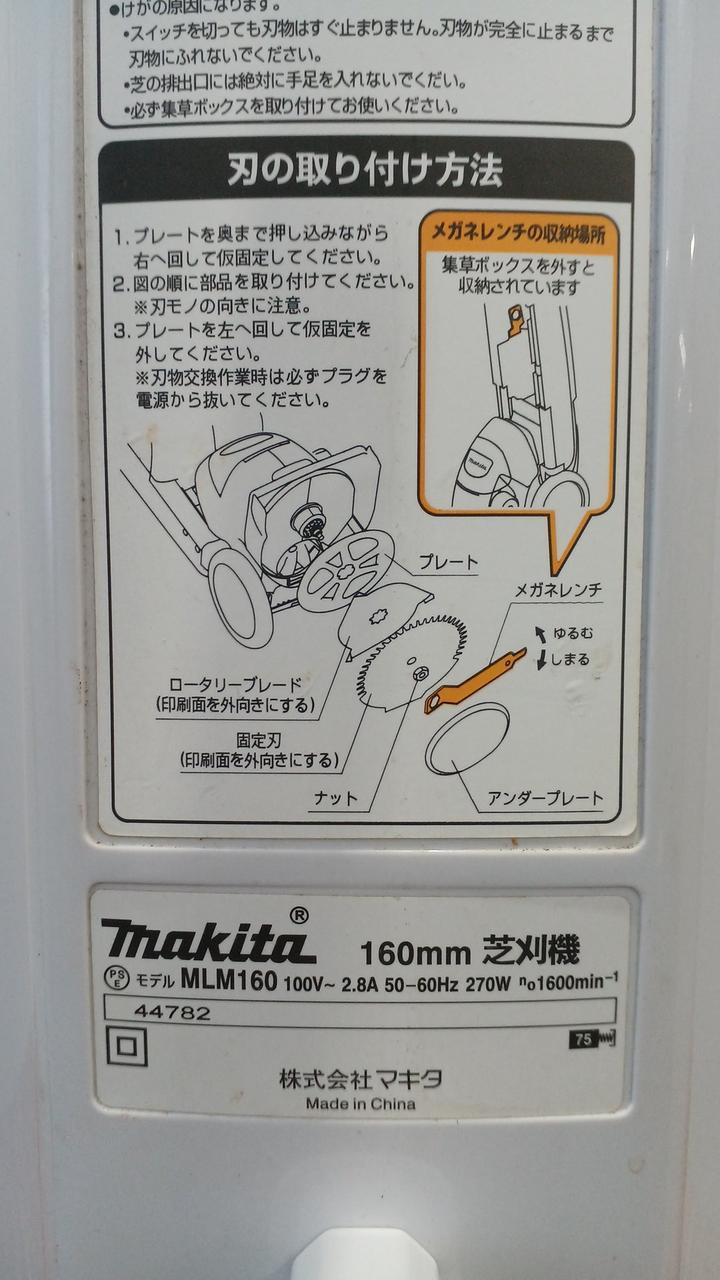 ●けがの原因になります。
•スイッチを切っても刃物はすぐ止まりません。刃物が完全に止まるまで
刃物にふれないでください。
•芝の排出口には絶対に手足を入れないでください。
•必ず集草ボックスを取り付けてお使いください。
刃の取り付け方法
1. プレートを奥まで押し込みながら
右へ回して仮固定してください。
2. 図の順に部品を取り付けてください。
※刃モノの向きに注意。
3. プレートを左へ回して仮固定を
外してください。
※刃物交換作業時は必ずプラグを
電源から抜いてください。
メガネレンチの収納場所
集草ボックスを外すと
収納されています
makita
プレート
メガネレンチ
ゆるむ
しまる
ロータリーブレード
(印刷面を外向きにする)
固定刃
(印刷面を外向きにする)
ナット
アンダープレート
makita®
160mm 芝刈機
PSE モデル MLM160 100V~ 2.8A 50-60Hz 270W no1600min-1
44782
75
株式会社マキタ
Made in China